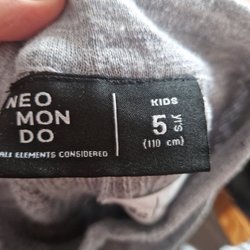 NEO
MON
DO
ALL ELEMENTS CONSIDERED
KIDS
5 yrs
(110 cm)